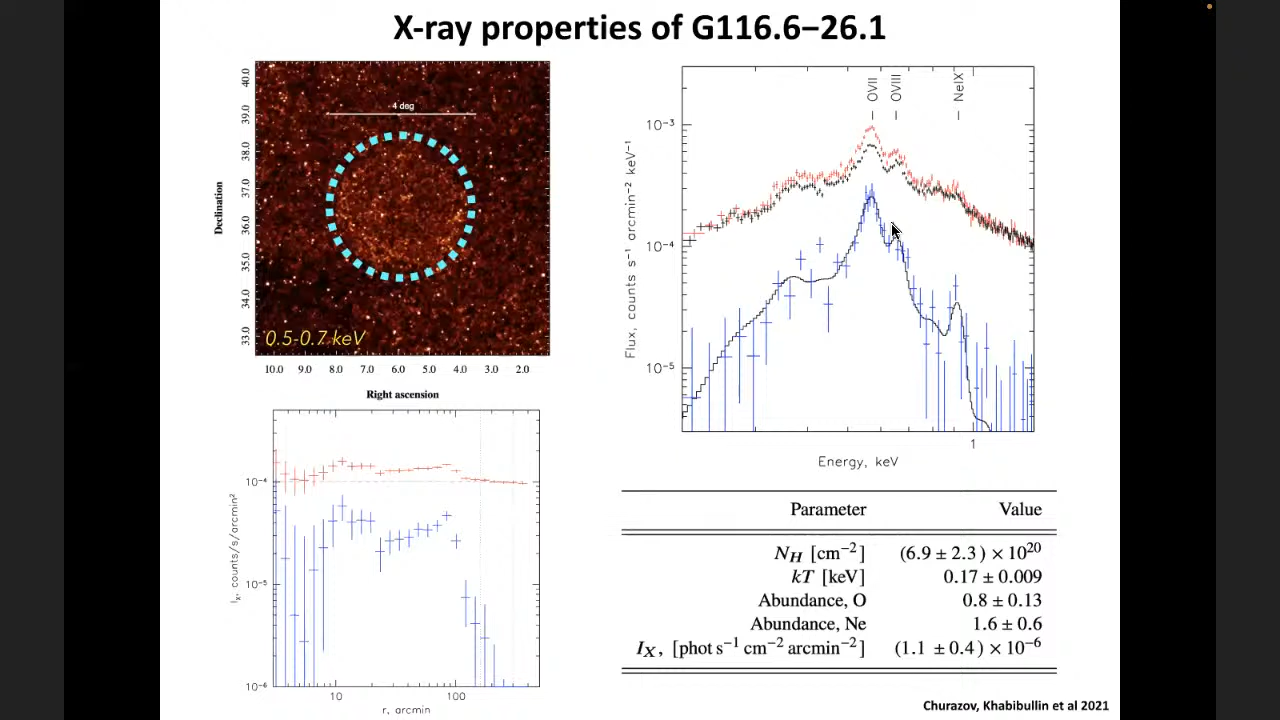 X-ray properties of G116.6−26.1
4 deg
40.0
39.0
38.0
37.0
36.0
35.0
34.0
33.0
Declination
0.5-0.7 keV
10.0 9.0 8.0 7.0 6.0 5.0 4.0 3.0 2.0
Right ascension
10⁻⁴
10⁻⁵
10⁻⁶
Iₓ, counts/s/arcmin²
10 100
r, arcmin
OVII
OVIII
NeIX
10⁻³
10⁻⁴
10⁻⁵
Flux, counts s⁻¹ arcmin⁻² keV⁻¹
1
Energy, keV
Parameter Value
N_H [cm⁻²] (6.9 ± 2.3 ) × 10²⁰
kT [keV] 0.17 ± 0.009
Abundance, O 0.8 ± 0.13
Abundance, Ne 1.6 ± 0.6
I_X, [phot s⁻¹ cm⁻² arcmin⁻²] (1.1 ± 0.4 ) × 10⁻⁶
Churazov, Khabibullin et al 2021